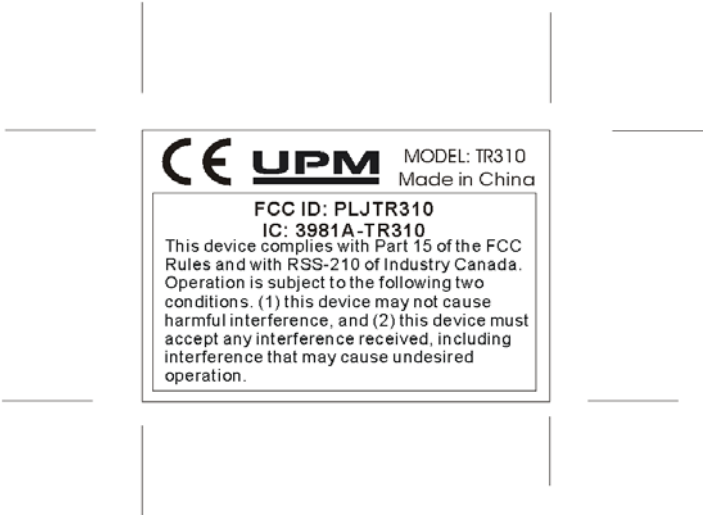 CE UPM MODEL: TR310
Made in China
FCC ID: PLJTR310
IC: 3981A-TR310
This device complies with Part 15 of the FCC
Rules and with RSS-210 of Industry Canada.
Operation is subject to the following two
conditions. (1) this device may not cause
harmful interference, and (2) this device must
accept any interference received, including
interference that may cause undesired
operation.